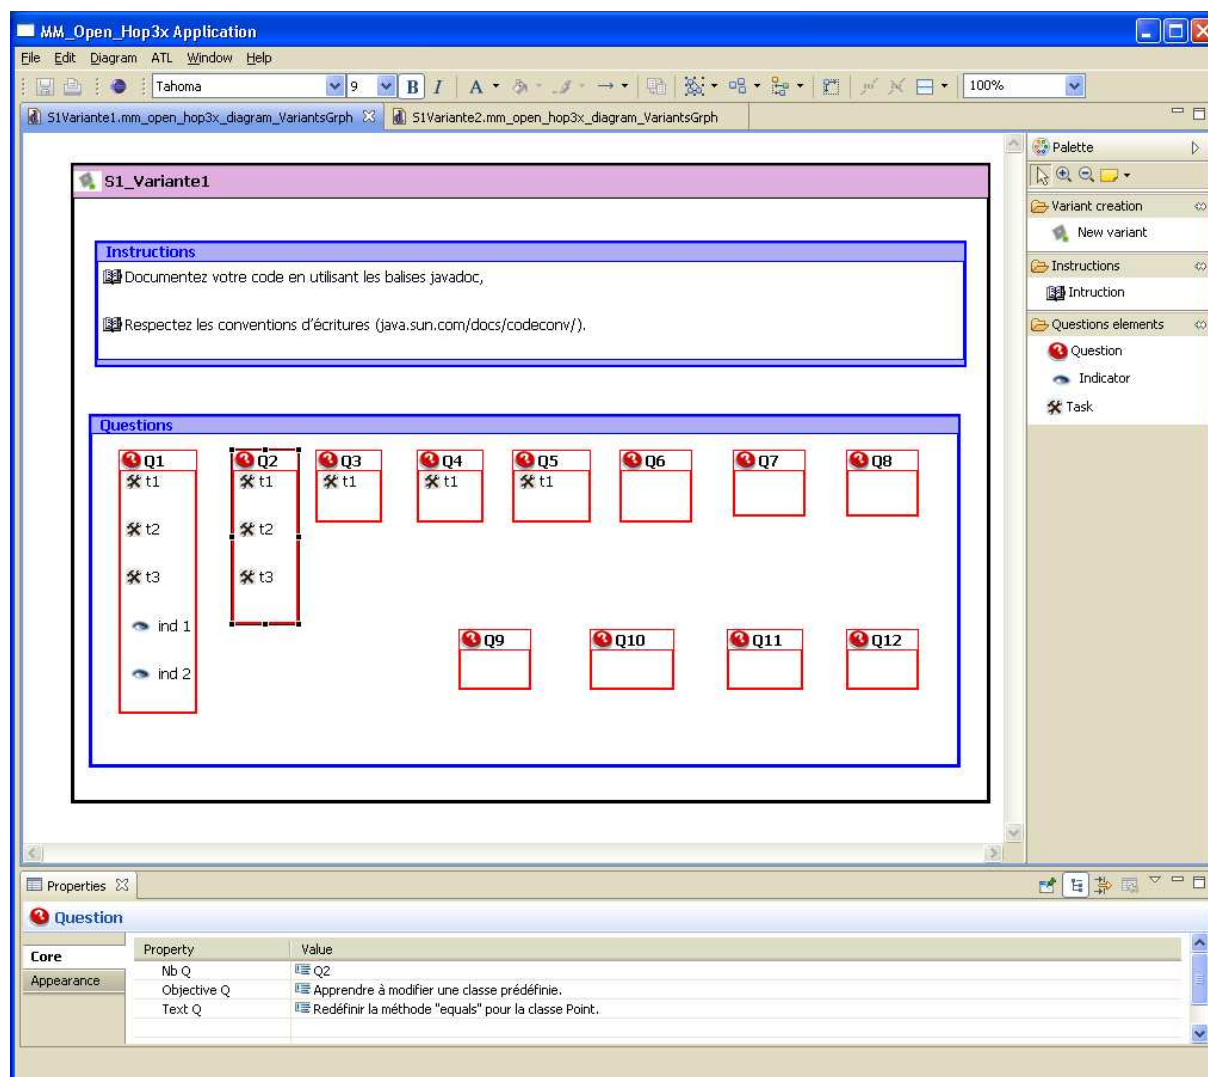 MM_Open_Hop3x Application
File Edit Diagram ATL Window Help
Tahoma 9 B I A 100%
S1Variante1.mm_open_hop3x_diagram_VariantsGrph S1Variante2.mm_open_hop3x_diagram_VariantsGrph
Palette
S1_Variante1
Variant creation
New variant
Instructions
Intruction
Questions elements
Question
Indicator
Task
Instructions
Documentez votre code en utilisant les balises javadoc,
Respectez les conventions d'écritures (java.sun.com/docs/codeconv/).
Questions
Q1 Q2 Q3 Q4 Q5 Q6 Q7 Q8
t1 t1 t1 t1 t1
t2 t2
t3 t3
ind 1
Q9 Q10 Q11 Q12
ind 2
Properties
Question
Core
Appearance
Property Value
Nb Q Q2
Objective Q Apprendre à modifier une classe prédéfinie.
Text Q Redéfinir la méthode "equals" pour la classe Point.